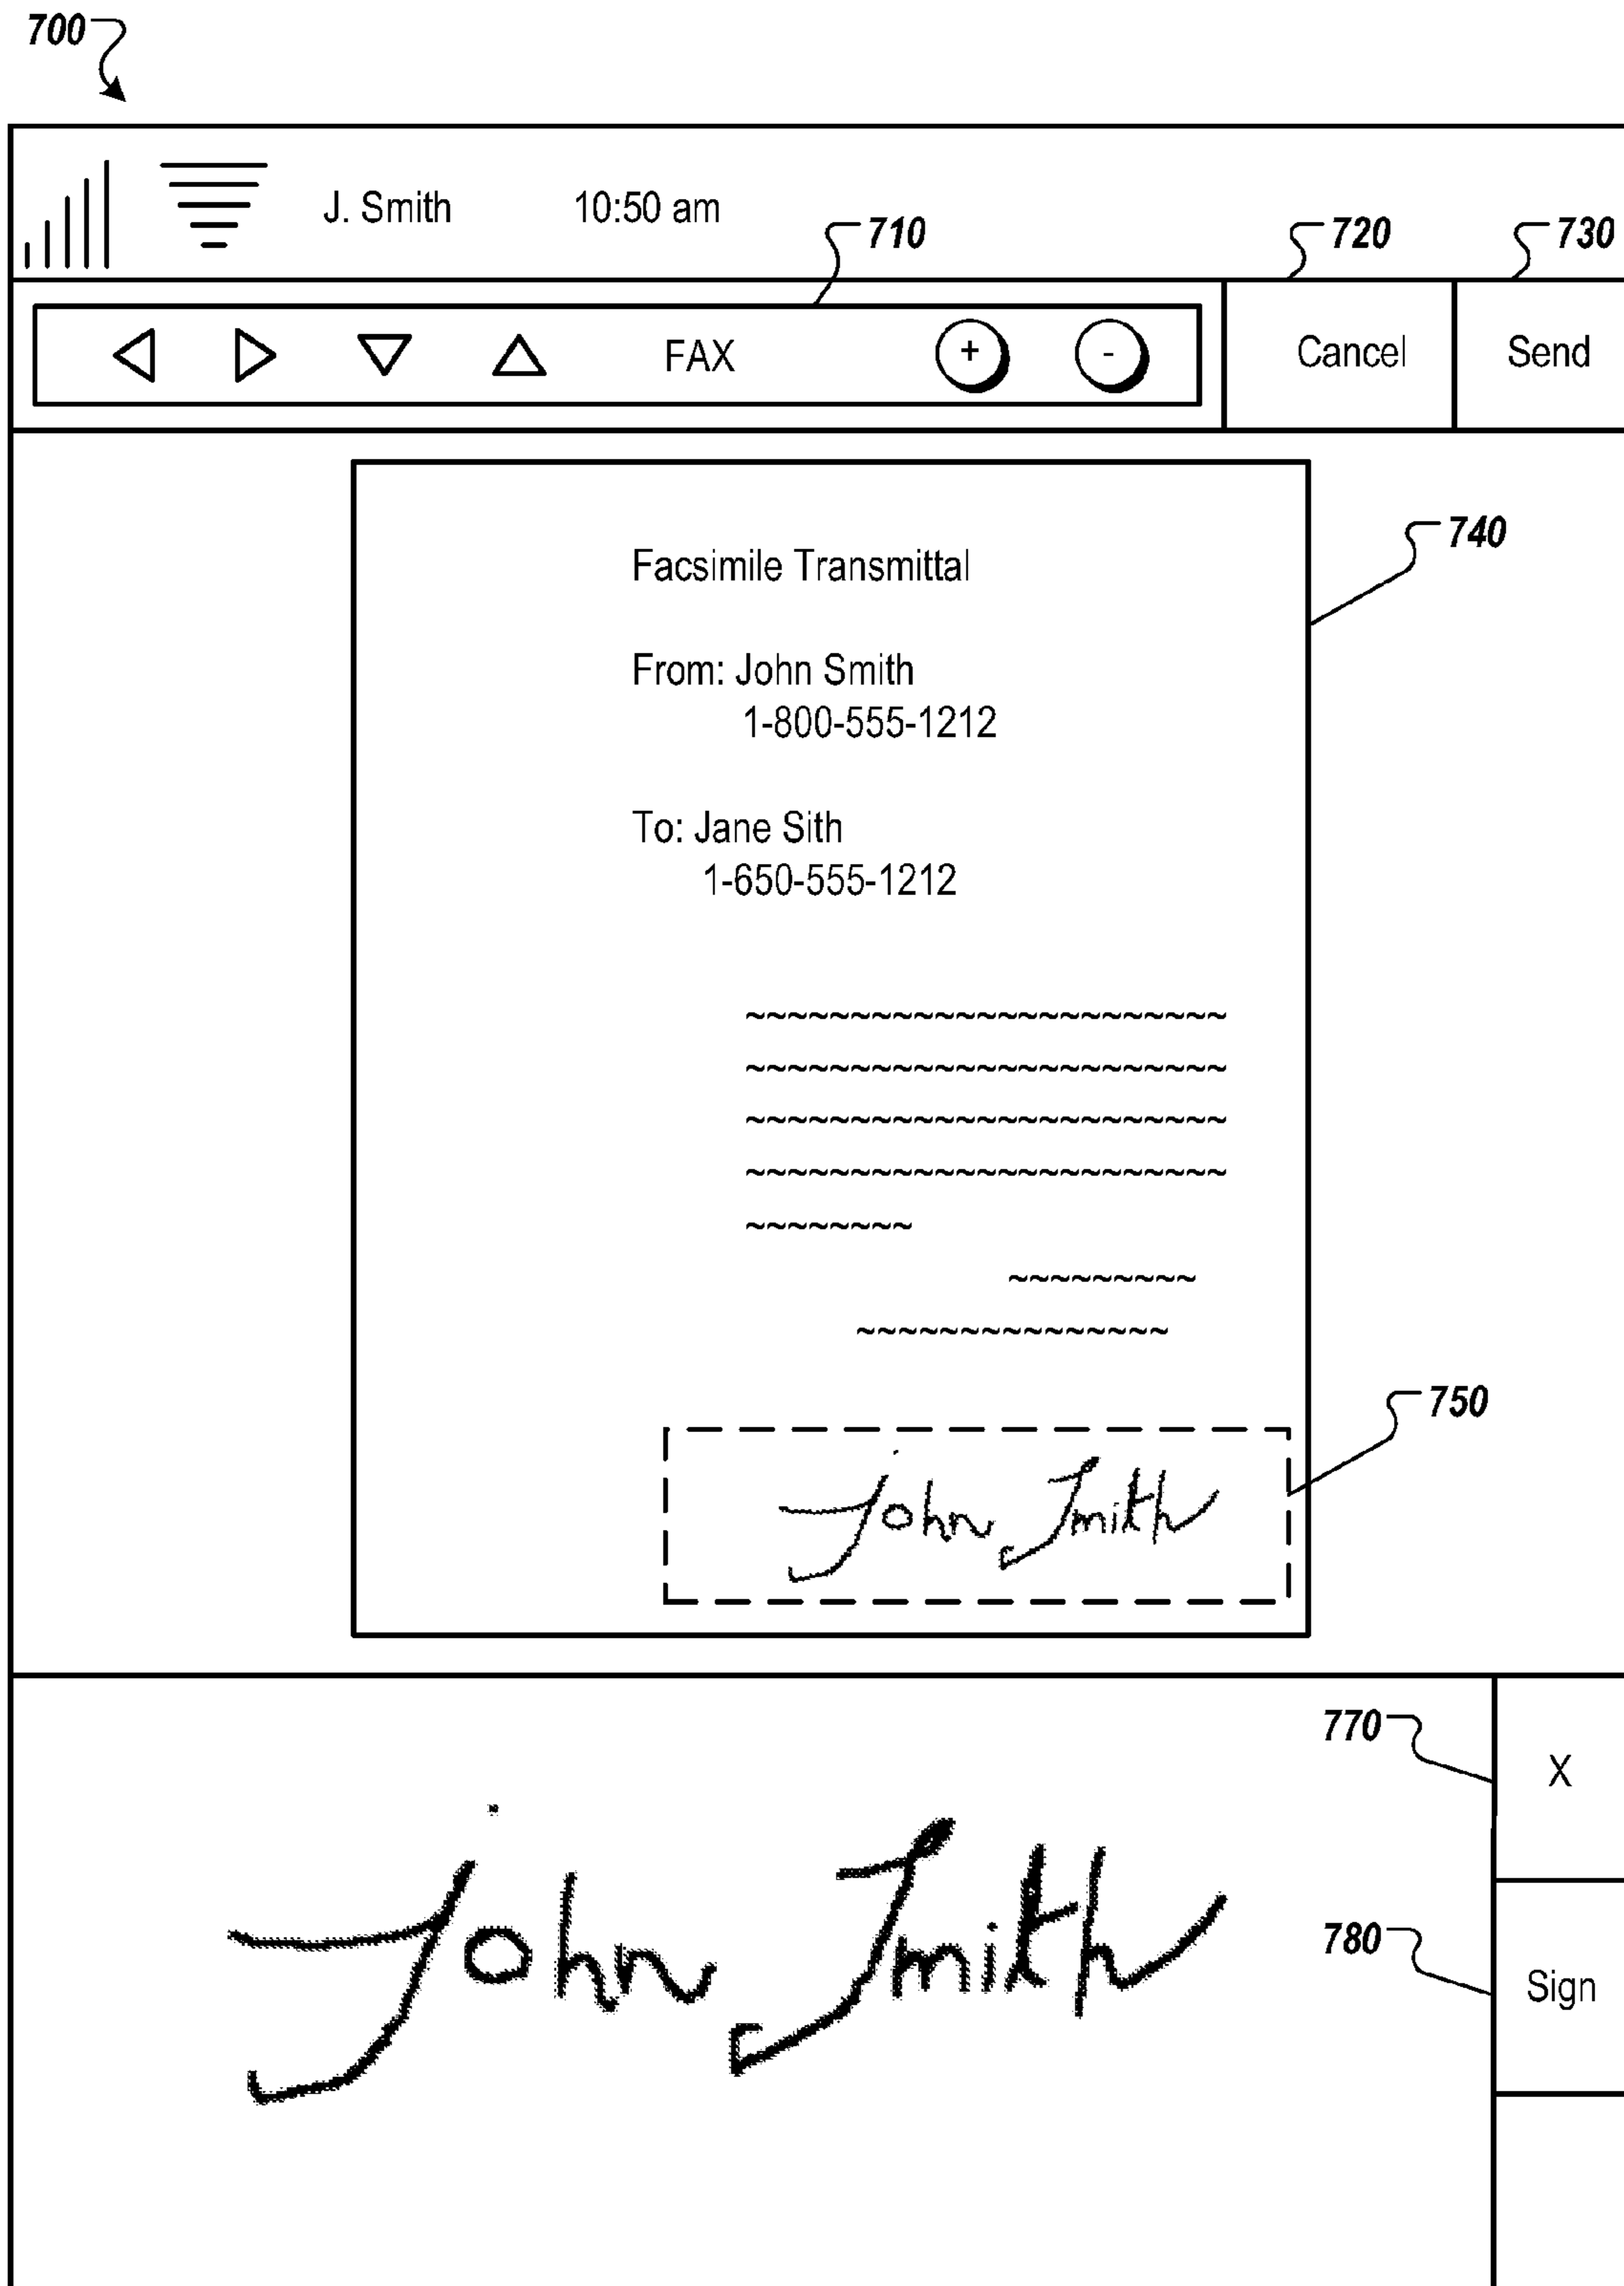 700
J. Smith 10:50 am
710 720 730
FAX + - Cancel Send
740
Facsimile Transmittal
From: John Smith
1-800-555-1212
To: Jane Sith
1-650-555-1212
~~~~~~~~~~~~~~~~~~~~~~~
~~~~~~~~~~~~~~~~~~~~~~~
~~~~~~~~~~~~~~~~~~~~~~~
~~~~~~~~~~~~~~~~~~~~~~~
~~~~~~~~
~~~~~~~~~
~~~~~~~~~~~~~~~
750
John Smith
770 X
John Smith
780 Sign